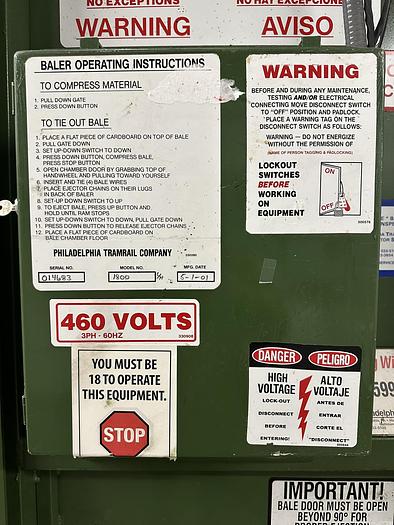 NO EXCEPTIONS
NO HAY EXCEPCIONES
WARNING
AVISO
BALER OPERATING INSTRUCTIONS
TO COMPRESS MATERIAL
1. PULL DOWN GATE
2. PRESS DOWN BUTTON
TO TIE OUT BALE
1. PLACE A FLAT PIECE OF CARDBOARD ON TOP OF BALE
2. PULL GATE DOWN
3. SET-UP-DOWN SWITCH TO DOWN
4. PRESS DOWN BUTTON, COMPRESS BALE,
PRESS STOP BUTTON
5. OPEN CHAMBER DOOR BY GRABBING TOP OF
HANDWHEEL AND PULLING TOWARD YOURSELF
6. INSERT AND TIE (4) BALE WIRES
7. PLACE EJECTOR CHAINS ON THEIR LUGS
IN BACK OF BALER
8. SET-UP-DOWN SWITCH TO UP
9. TO EJECT BALE, PRESS UP BUTTON AND
HOLD UNTIL RAM STOPS
10. SET-UP-DOWN SWITCH TO DOWN, PULL GATE DOWN
11. PRESS DOWN BUTTON TO RELEASE EJECTOR CHAINS
12. PLACE A FLAT PIECE OF CARDBOARD ON
BALE CHAMBER FLOOR
PHILADELPHIA TRAMRAIL COMPANY
SERIAL NO.
MODEL NO.
MFG. DATE
014683
1800
5-1-01
WARNING
BEFORE AND DURING ANY MAINTENANCE,
TESTING AND/OR ELECTRICAL
CONNECTING MOVE DISCONNECT SWITCH
TO "OFF" POSITION AND PADLOCK.
PLACE A WARNING TAG ON THE
DISCONNECT SWITCH AS FOLLOWS:
WARNING — DO NOT ENERGIZE
WITHOUT THE PERMISSION OF
NAME OF PERSON TAGGING & PADLOCKING
LOCKOUT
SWITCHES
BEFORE
WORKING
ON
EQUIPMENT
ON
OFF
330578
460 VOLTS
3PH - 60HZ
330908
YOU MUST BE
18 TO OPERATE
THIS EQUIPMENT.
STOP
DANGER
PELIGRO
HIGH
VOLTAGE
LOCK-OUT
DISCONNECT
BEFORE
ENTERING!
ALTO
VOLTAJE
ANTES DE
ENTRAR
CORTE EL
"DISCONNECT"
599
IMPORTANT!
BALE DOOR MUST BE OPEN
BEYOND 90° FOR